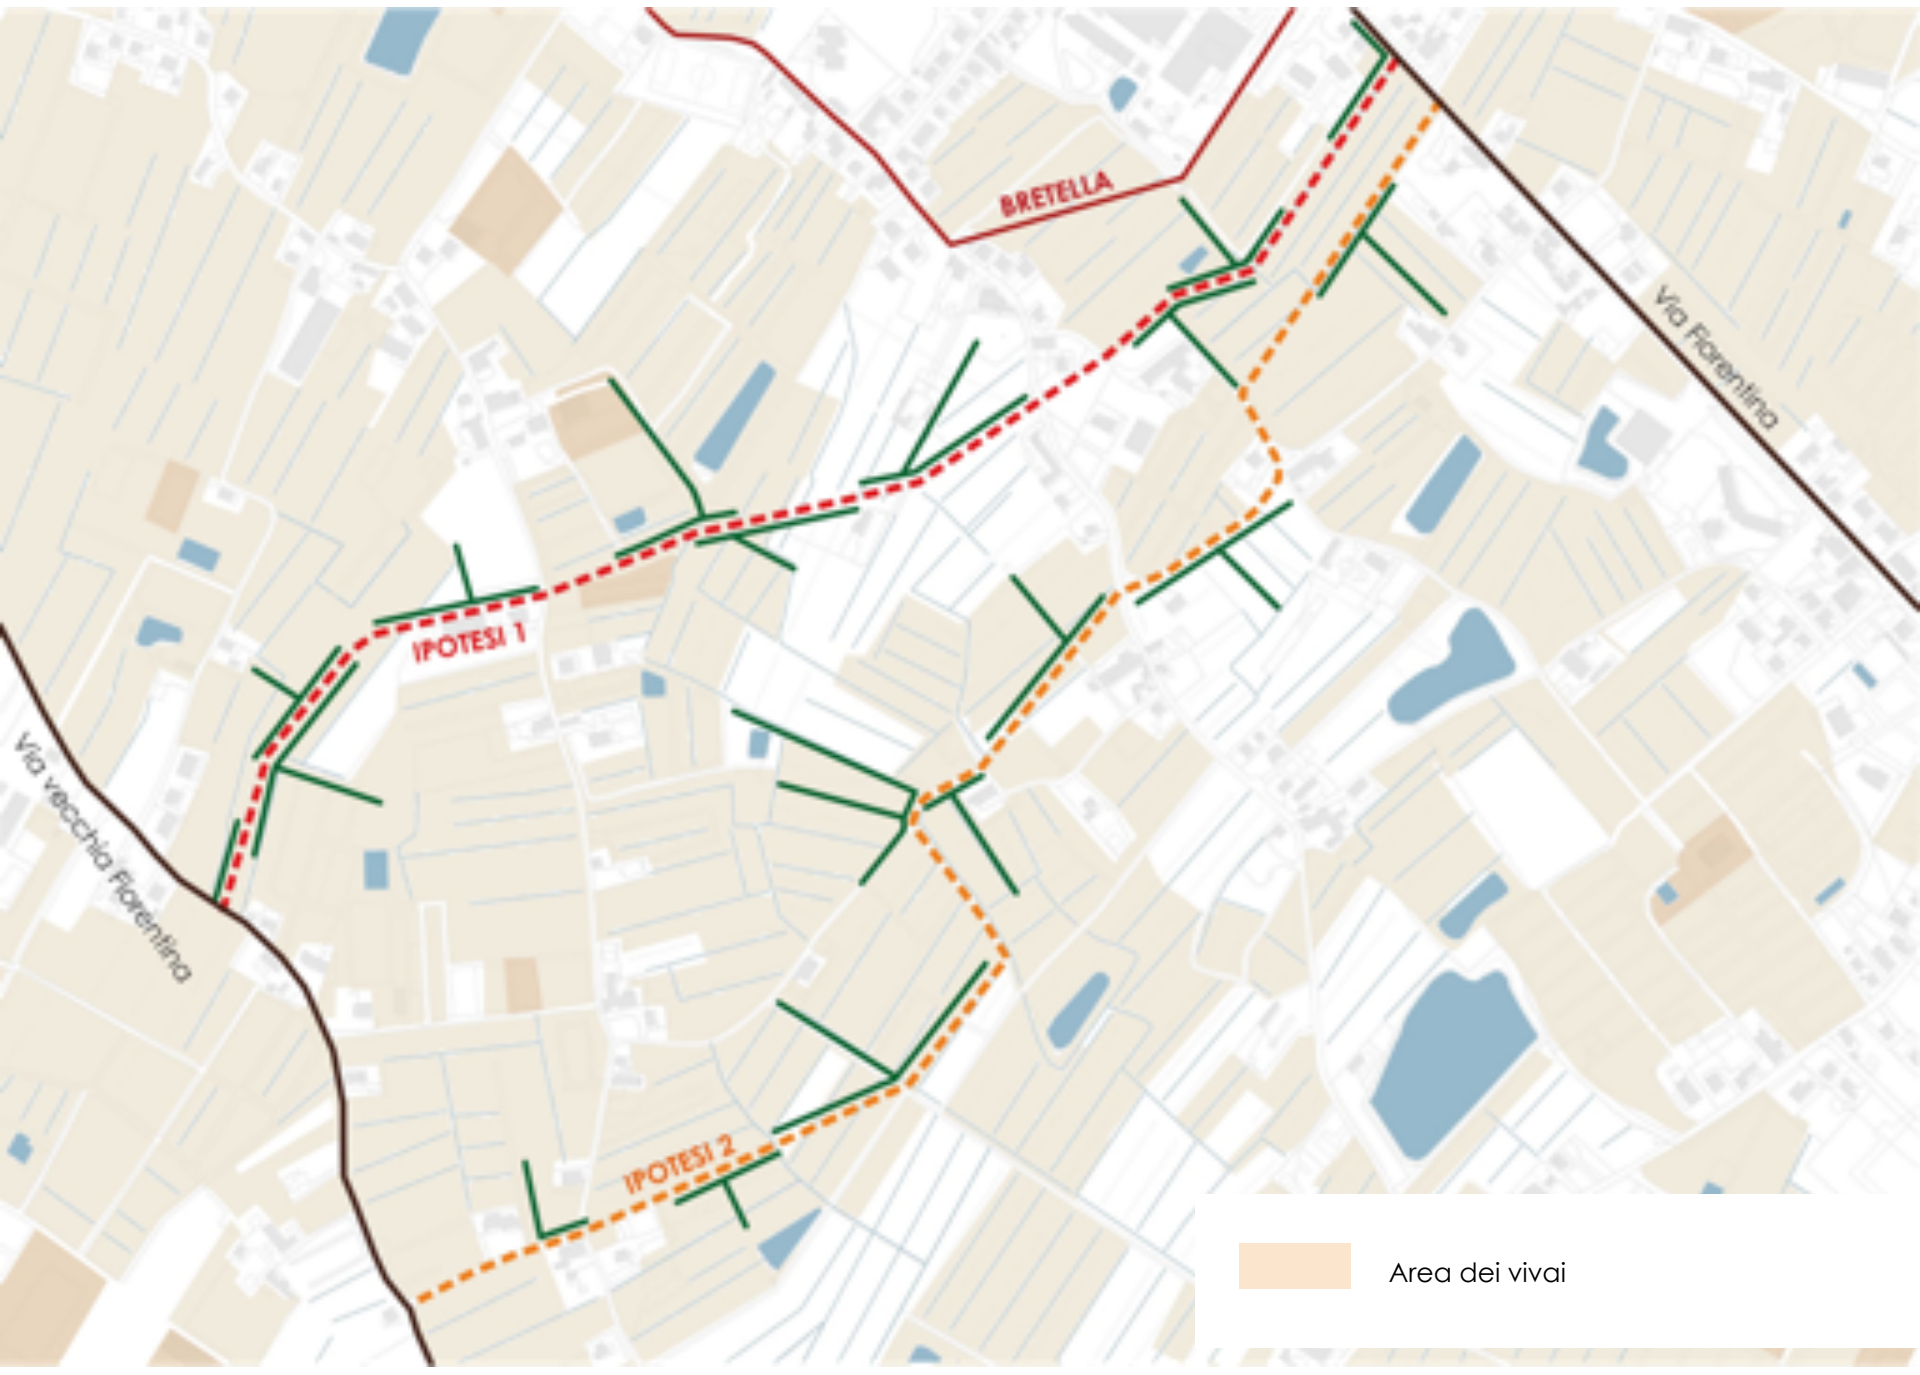 BRETELLA
Via Fiorentina
IPOTESI 1
Via vecchia Fiorentina
IPOTESI 2
Area dei vivai